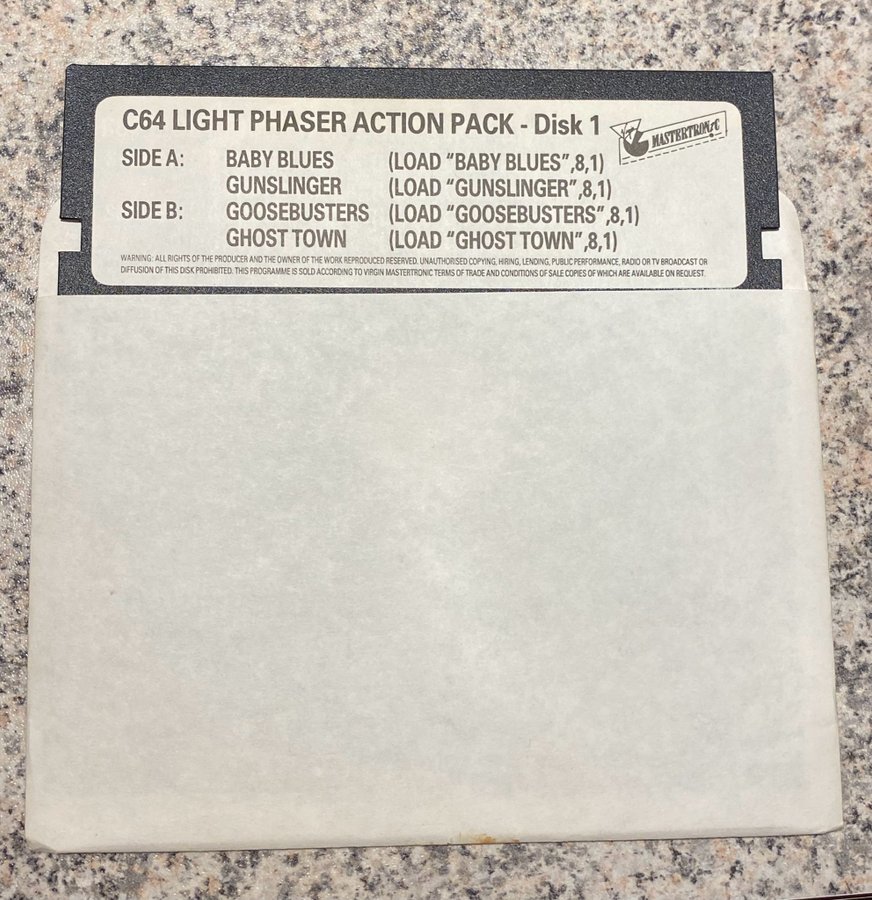 C64 LIGHT PHASER ACTION PACK - Disk 1
Virgin MASTERTRONIC
SIDE A: BABY BLUES (LOAD "BABY BLUES",8,1)
GUNSLINGER (LOAD "GUNSLINGER",8,1)
SIDE B: GOOSEBUSTERS (LOAD "GOOSEBUSTERS",8,1)
GHOST TOWN (LOAD "GHOST TOWN",8,1)
WARNING: ALL RIGHTS OF THE PRODUCER AND THE OWNER OF THE WORK REPRODUCED RESERVED. UNAUTHORISED COPYING, HIRING, LENDING, PUBLIC PERFORMANCE, RADIO OR TV BROADCAST OR
DIFFUSION OF THIS DISK PROHIBITED. THIS PROGRAMME IS SOLD ACCORDING TO VIRGIN MASTERTRONIC TERMS OF TRADE AND CONDITIONS OF SALE COPIES OF WHICH ARE AVAILABLE ON REQUEST.